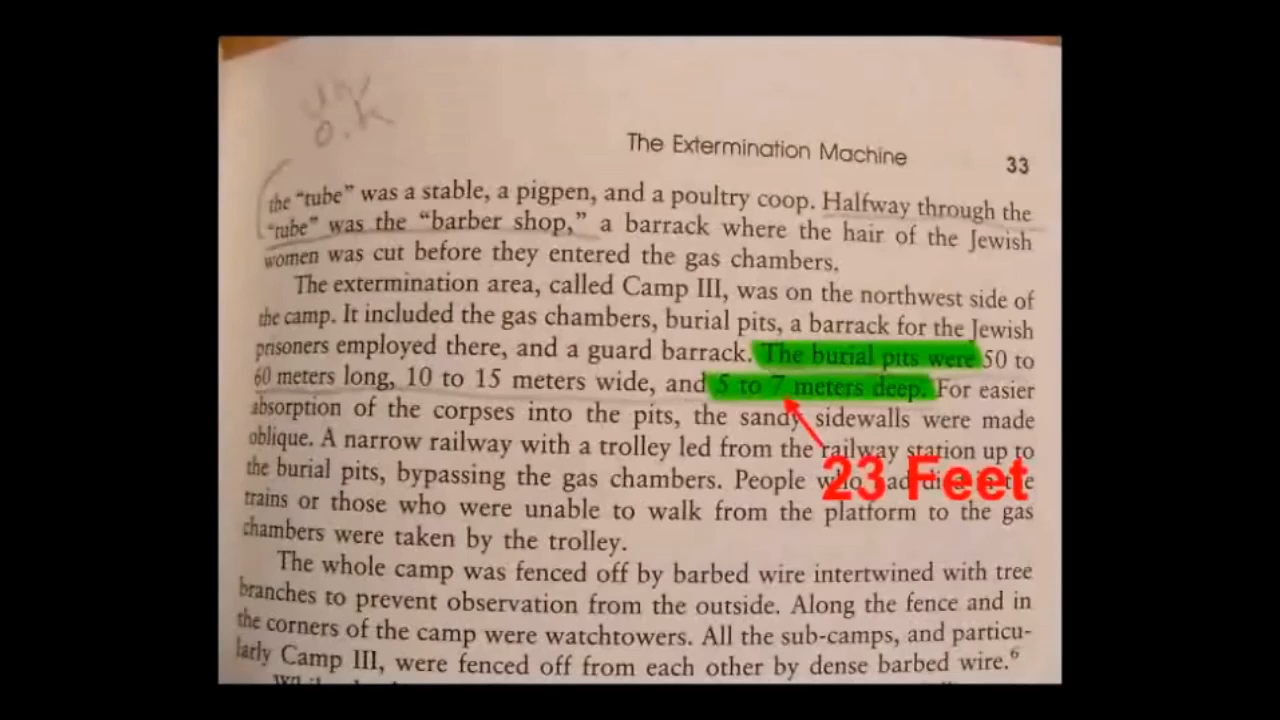 O.K
The Extermination Machine 33
the "tube" was a stable, a pigpen, and a poultry coop. Halfway through the
"tube" was the "barber shop," a barrack where the hair of the Jewish
women was cut before they entered the gas chambers.
The extermination area, called Camp III, was on the northwest side of
the camp. It included the gas chambers, burial pits, a barrack for the Jewish
prisoners employed there, and a guard barrack. The burial pits were 50 to
60 meters long, 10 to 15 meters wide, and 5 to 7 meters deep. For easier
absorption of the corpses into the pits, the sandy sidewalls were made
oblique. A narrow railway with a trolley led from the railway station up to
the burial pits, bypassing the gas chambers. People who had died in the
23 Feet
trains or those who were unable to walk from the platform to the gas
chambers were taken by the trolley.
The whole camp was fenced off by barbed wire intertwined with tree
branches to prevent observation from the outside. Along the fence and in
the corners of the camp were watchtowers. All the sub-camps, and particu-
larly Camp III, were fenced off from each other by dense barbed wire.⁶